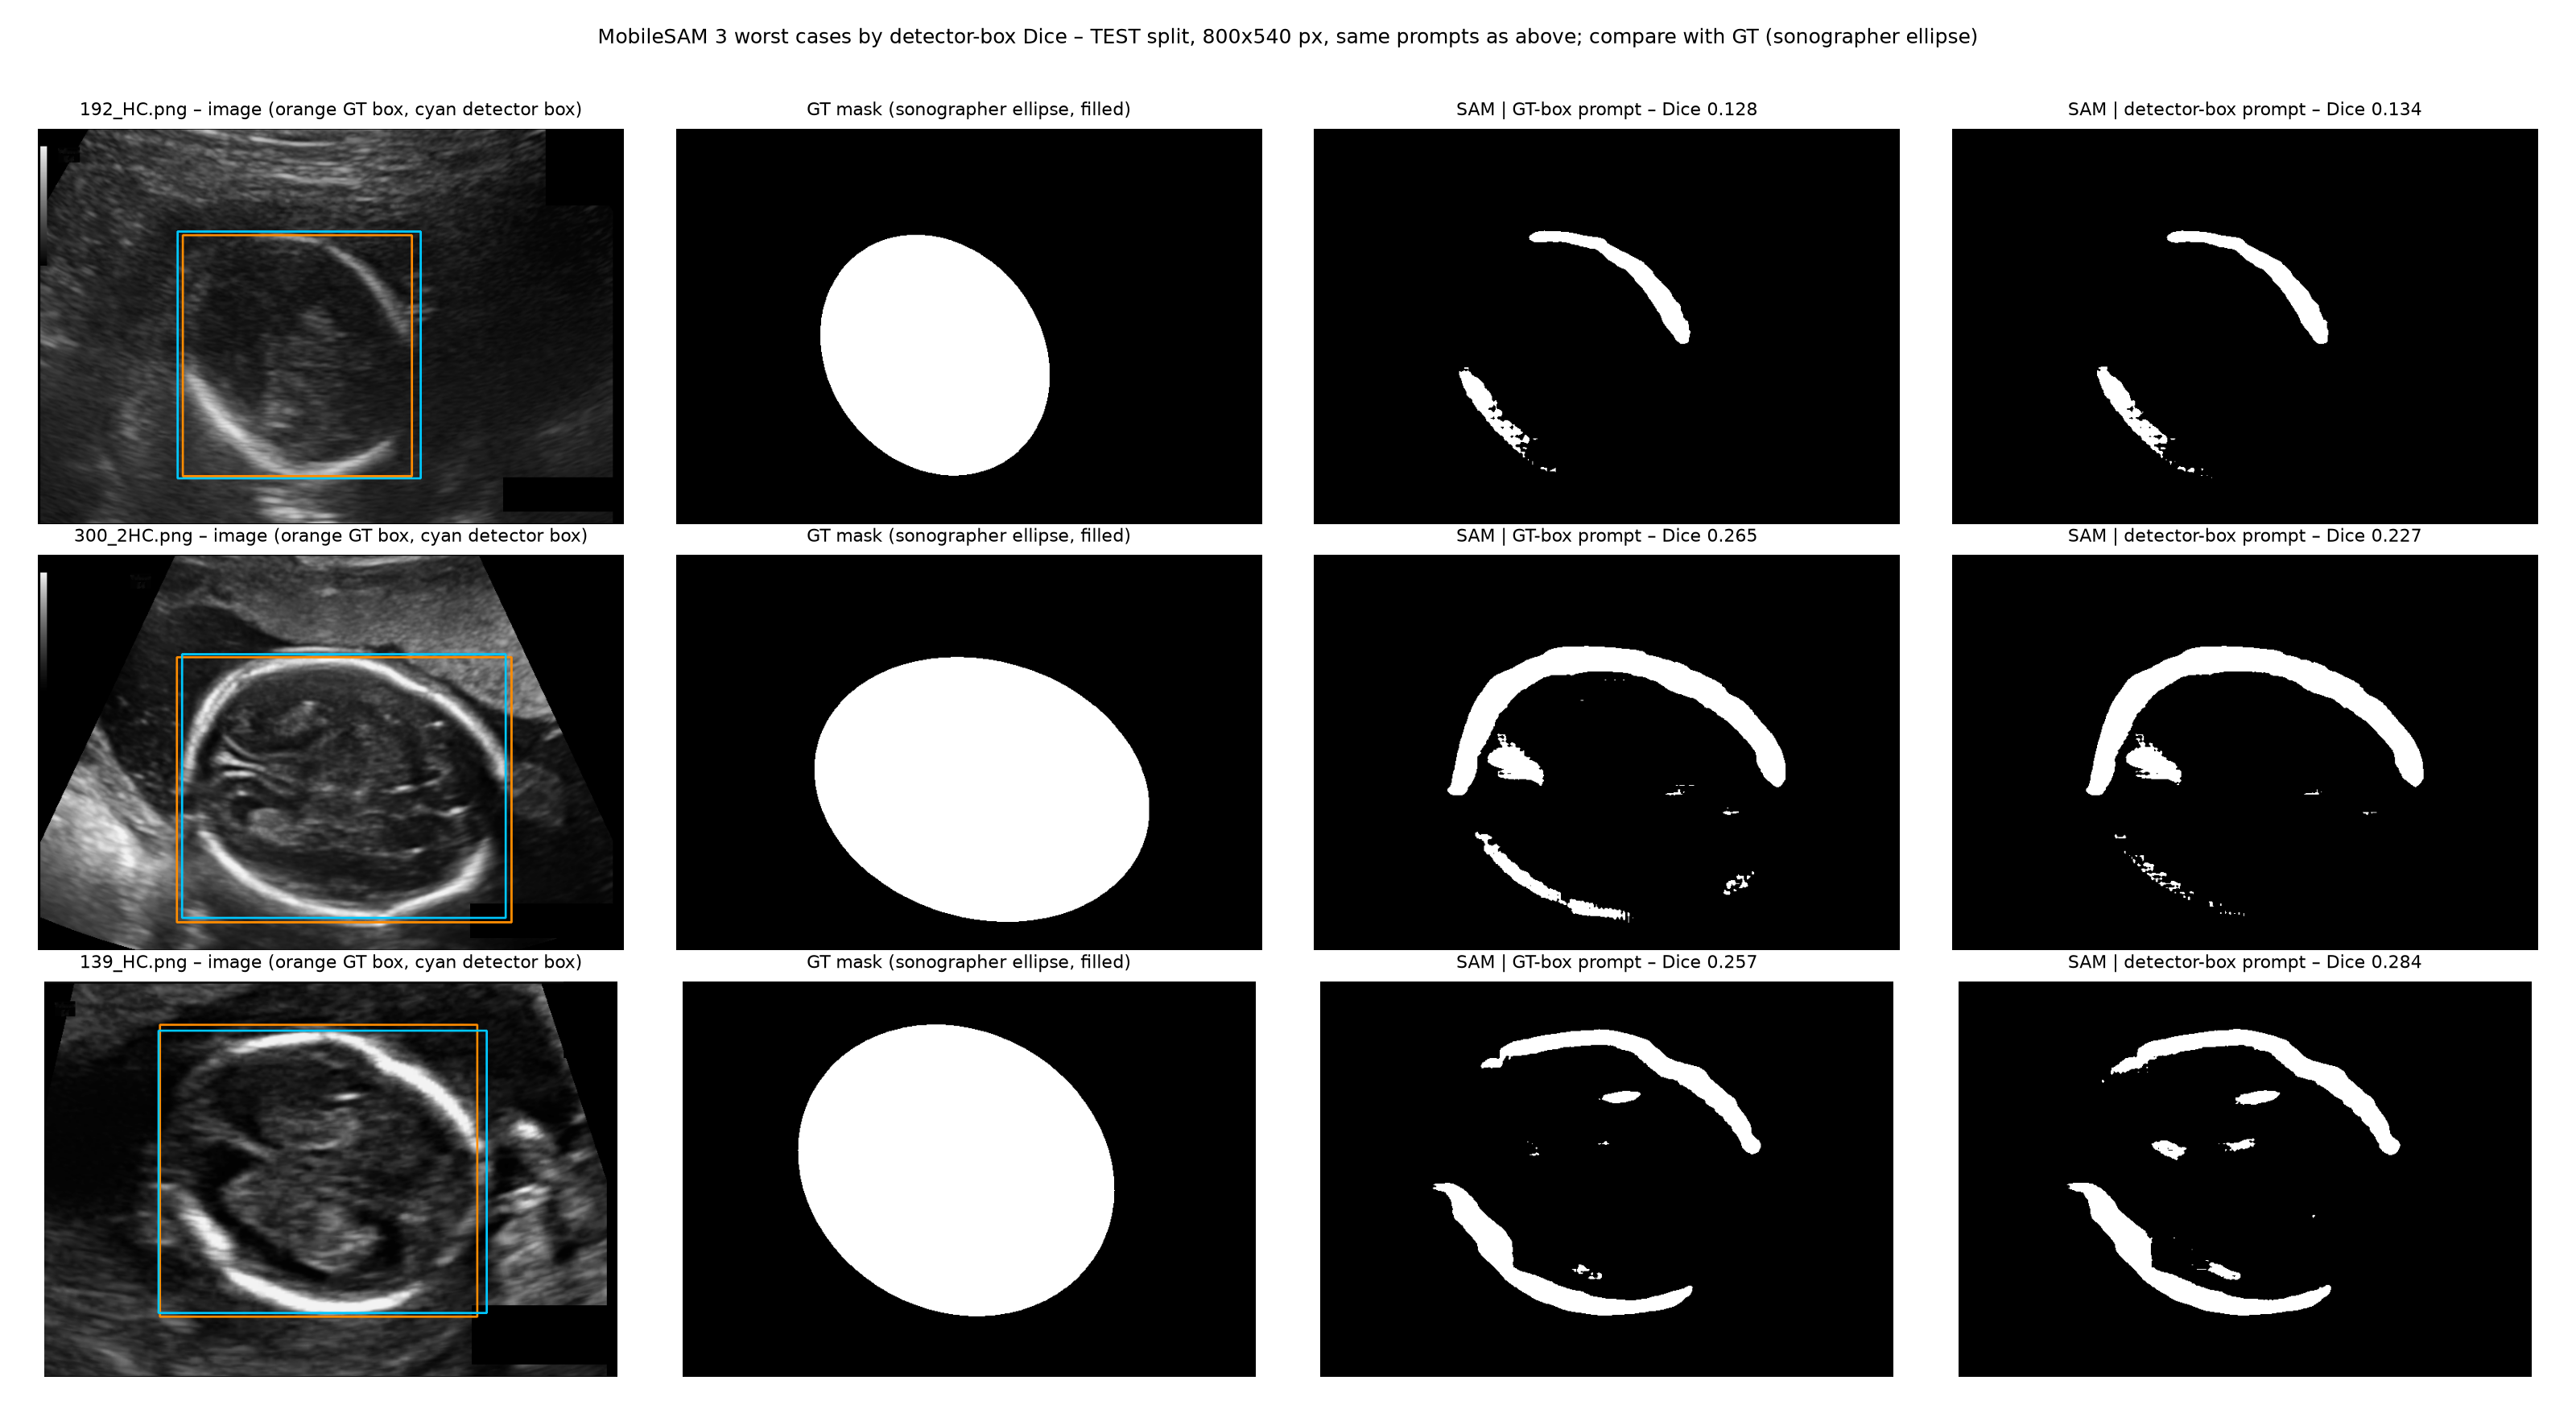 MobileSAM 3 worst cases by detector-box Dice – TEST split, 800x540 px, same prompts as above; compare with GT (sonographer ellipse)
192_HC.png – image (orange GT box, cyan detector box)
GT mask (sonographer ellipse, filled)
SAM | GT-box prompt – Dice 0.128
SAM | detector-box prompt – Dice 0.134
300_2HC.png – image (orange GT box, cyan detector box)
GT mask (sonographer ellipse, filled)
SAM | GT-box prompt – Dice 0.265
SAM | detector-box prompt – Dice 0.227
139_HC.png – image (orange GT box, cyan detector box)
GT mask (sonographer ellipse, filled)
SAM | GT-box prompt – Dice 0.257
SAM | detector-box prompt – Dice 0.284